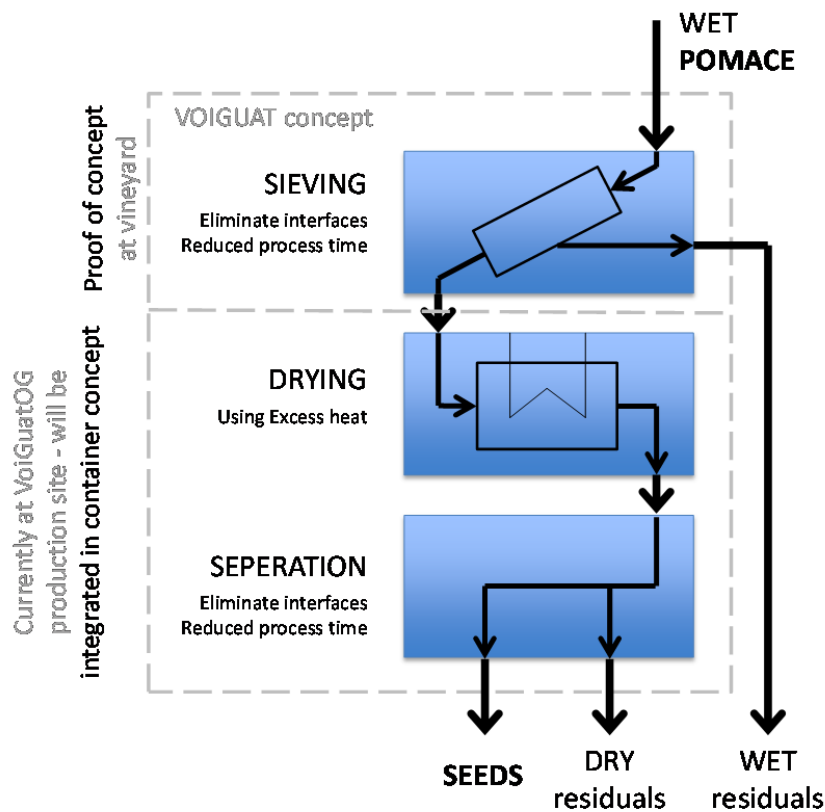 WET
POMACE
VOIGUAT concept
Proof of concept
at vineyard
SIEVING
Eliminate interfaces
Reduced process time
Currently at VoiGuatOG
production site - will be
integrated in container concept
DRYING
Using Excess heat
SEPERATION
Eliminate interfaces
Reduced process time
SEEDS
DRY
residuals
WET
residuals